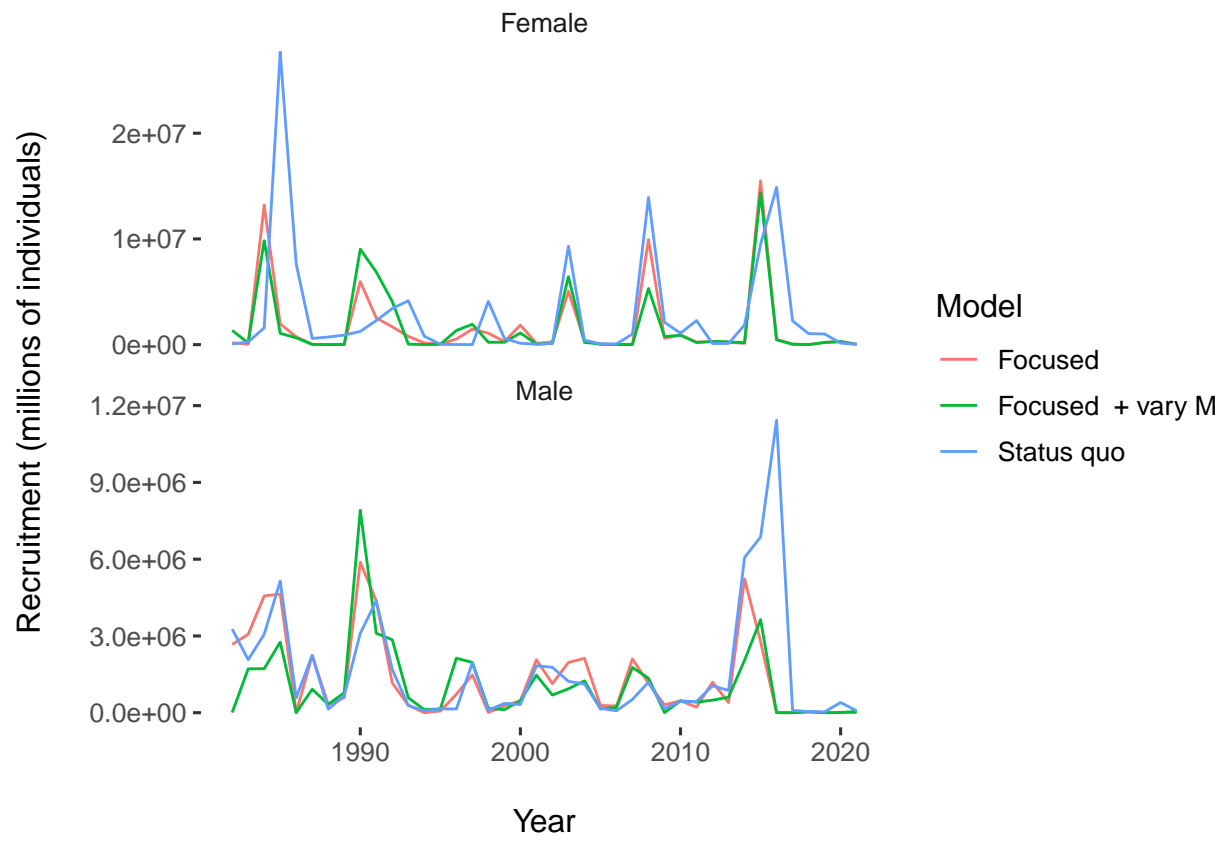 Female
Recruitment (millions of individuals)
2e+07
1e+07
0e+00
Male
1.2e+07
9.0e+06
6.0e+06
3.0e+06
0.0e+00
1990 2000 2010 2020
Year
Model
Focused
Focused  + vary M
Status quo